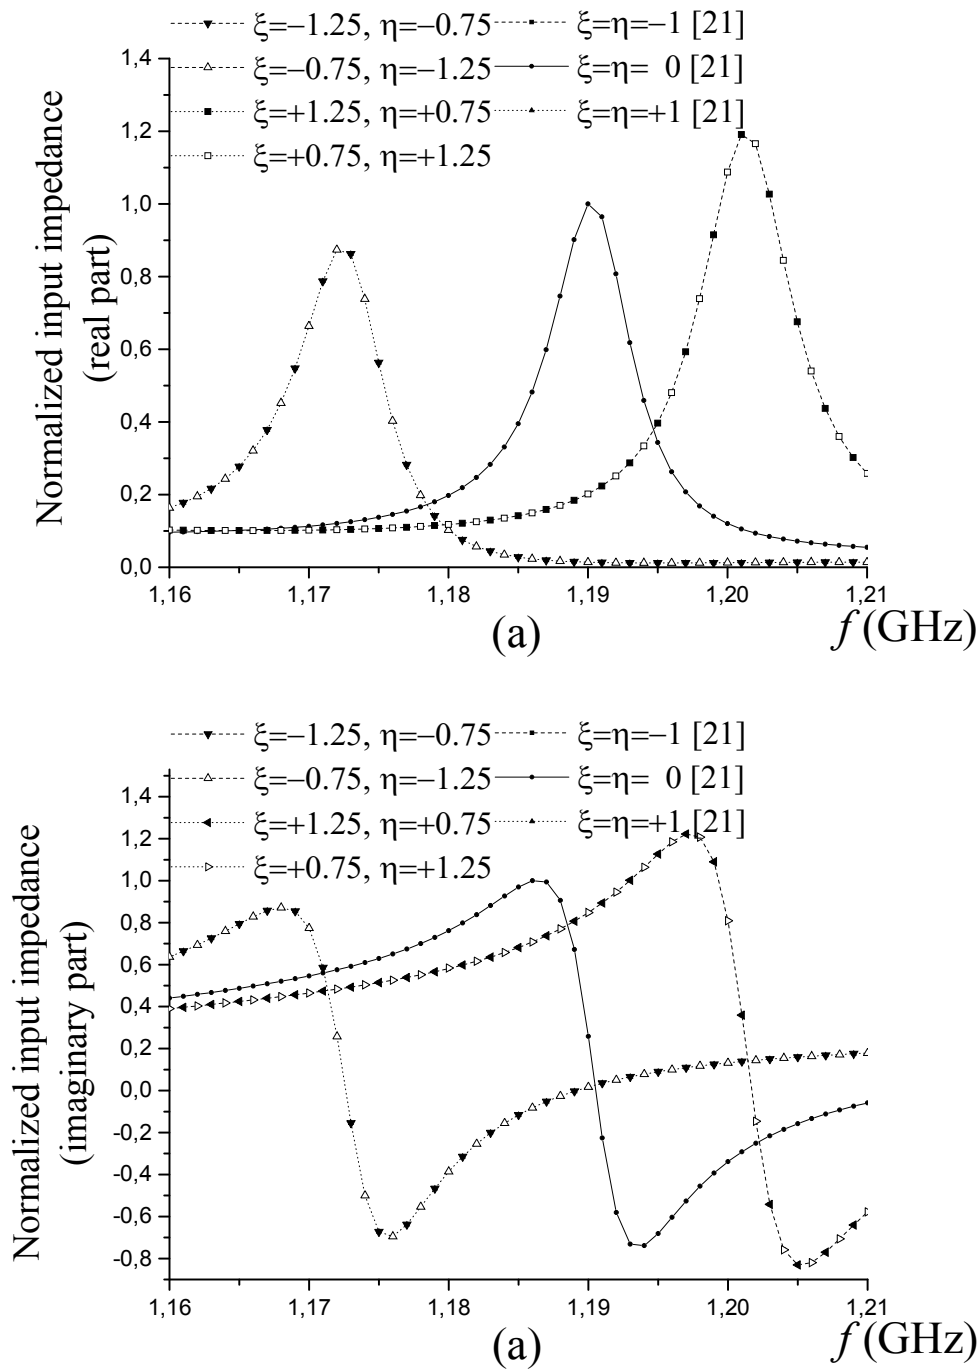 ξ=−1.25, η=−0.75 ξ=η=−1 [21]
ξ=−0.75, η=−1.25 ξ=η= 0 [21]
ξ=+1.25, η=+0.75 ξ=η=+1 [21]
ξ=+0.75, η=+1.25
Normalized input impedance
(real part)
1,4
1,2
1,0
0,8
0,6
0,4
0,2
0,0
1,16 1,17 1,18 1,19 1,20 1,21
(a) f (GHz)
ξ=−1.25, η=−0.75 ξ=η=−1 [21]
ξ=−0.75, η=−1.25 ξ=η= 0 [21]
ξ=+1.25, η=+0.75 ξ=η=+1 [21]
ξ=+0.75, η=+1.25
Normalized input impedance
(imaginary part)
1,4
1,2
1,0
0,8
0,6
0,4
0,2
0,0
-0,2
-0,4
-0,6
-0,8
1,16 1,17 1,18 1,19 1,20 1,21
(a) f (GHz)